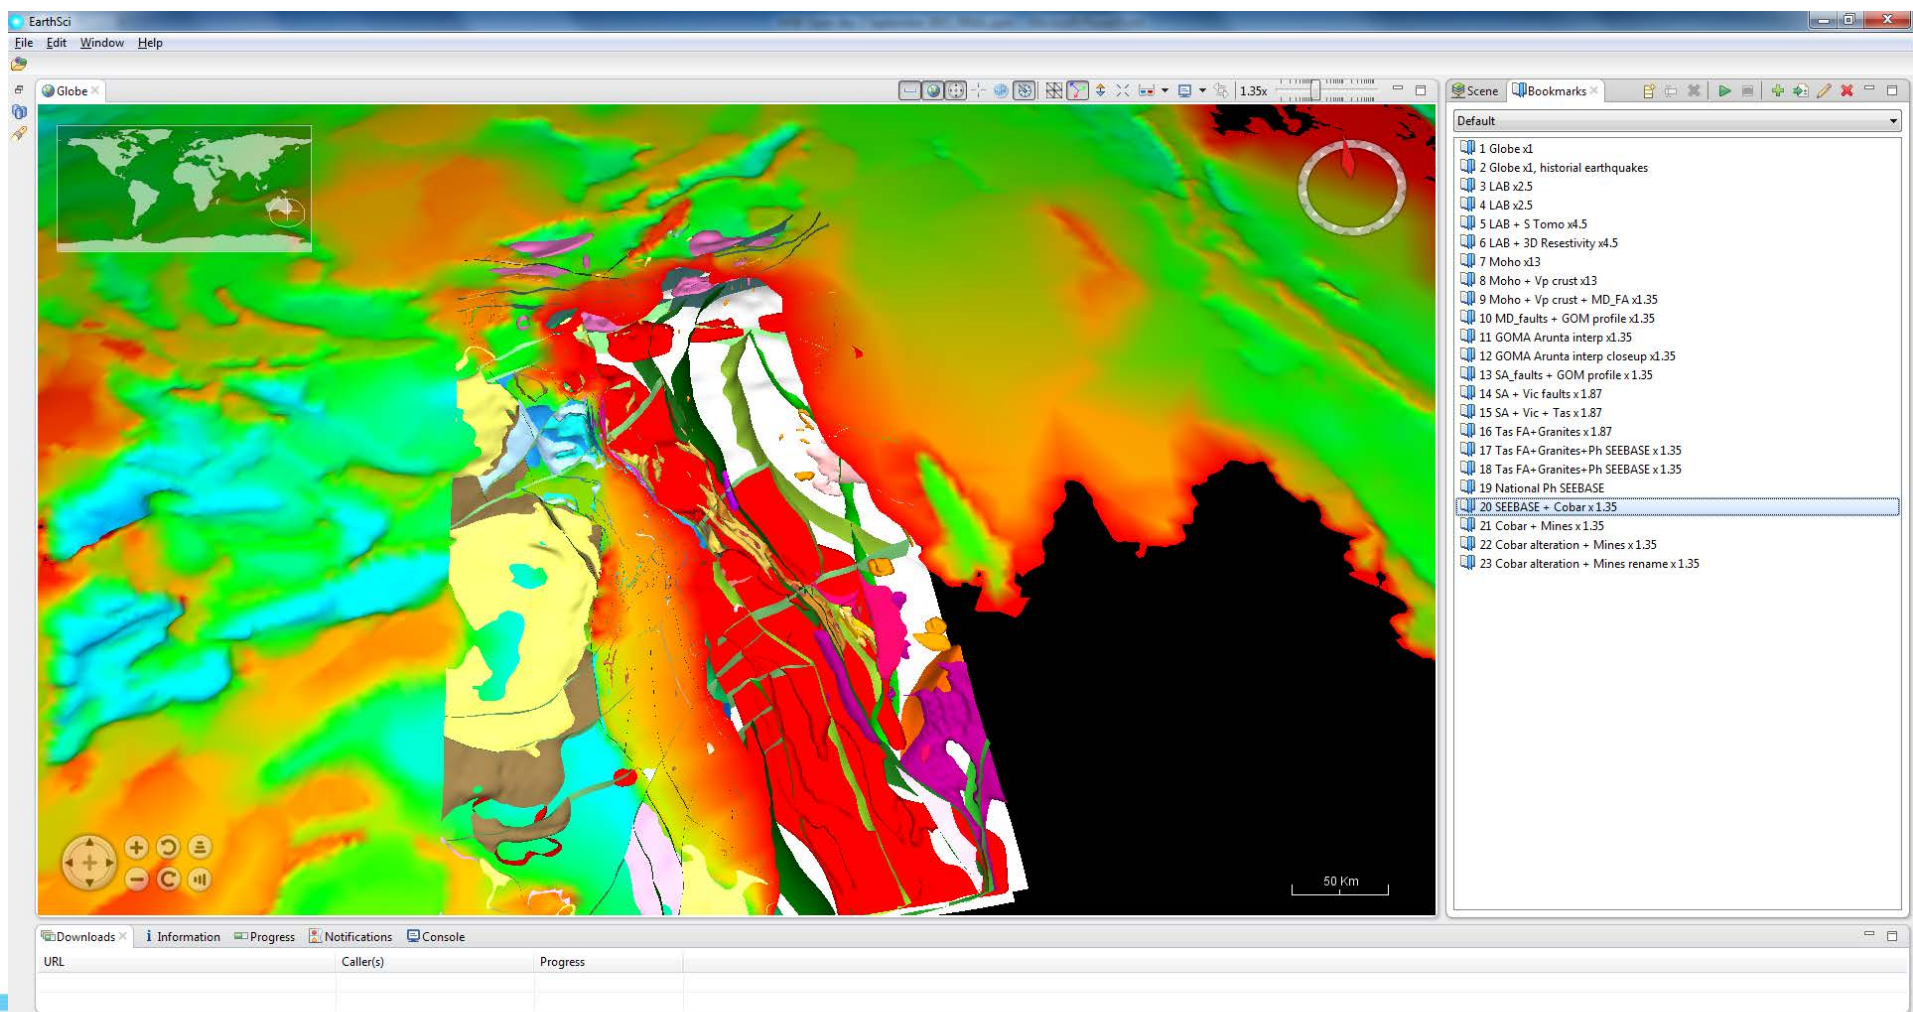 EarthSci
File Edit Window Help
Globe
1.35x
Scene Bookmarks
Default
1 Globe x1
2 Globe x1, historial earthquakes
3 LAB x2.5
4 LAB x2.5
5 LAB + S Tomo x4.5
6 LAB + 3D Resestivity x4.5
7 Moho x13
8 Moho + Vp crust x13
9 Moho + Vp crust + MD_FA x1.35
10 MD_faults + GOM profile x1.35
11 GOMA Arunta interp x1.35
12 GOMA Arunta interp closeup x1.35
13 SA_faults + GOM profile x 1.35
14 SA + Vic faults x 1.87
15 SA + Vic + Tas x 1.87
16 Tas FA+Granites x 1.87
17 Tas FA+Granites+Ph SEEBASE x 1.35
18 Tas FA+Granites+Ph SEEBASE x 1.35
19 National Ph SEEBASE
20 SEEBASE + Cobar x 1.35
21 Cobar + Mines x 1.35
22 Cobar alteration + Mines x 1.35
23 Cobar alteration + Mines rename x 1.35
50 Km
Downloads Information Progress Notifications Console
URL Caller(s) Progress